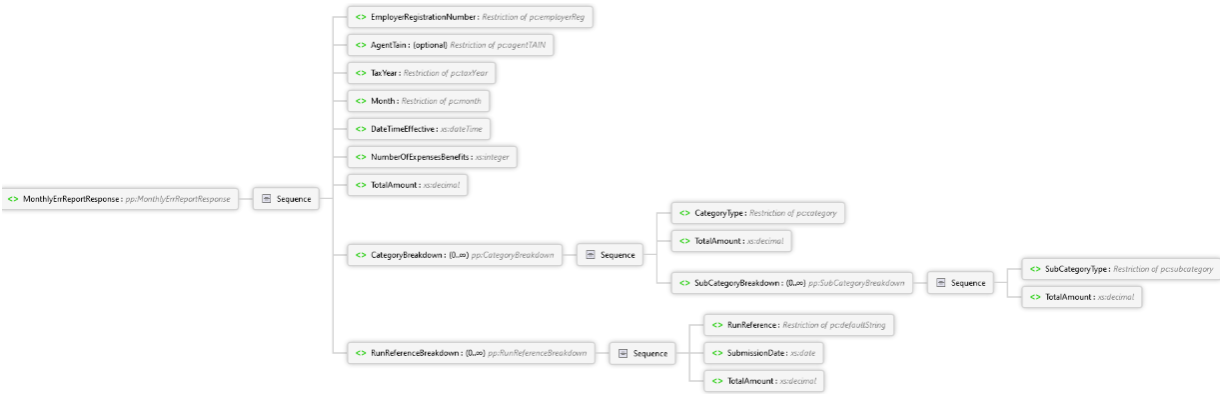 <> EmployerRegistrationNumber : Restriction of pc:employerReg
<> AgentTain : (optional) Restriction of pc:agentTAIN
<> TaxYear : Restriction of pc:taxYear
<> Month : Restriction of pc:month
<> DateTimeEffective : xs:dateTime
<> NumberOfExpensesBenefits : xs:integer
<> TotalAmount : xs:decimal
<> MonthlyErrReportResponse : pp:MonthlyErrReportResponse
Sequence
<> CategoryBreakdown : (0..∞) pp:CategoryBreakdown
Sequence
<> CategoryType : Restriction of pc:category
<> TotalAmount : xs:decimal
<> SubCategoryBreakdown : (0..∞) pp:SubCategoryBreakdown
Sequence
<> SubCategoryType : Restriction of pc:subcategory
<> TotalAmount : xs:decimal
<> RunReferenceBreakdown : (0..∞) pp:RunReferenceBreakdown
Sequence
<> RunReference : Restriction of pc:defaultString
<> SubmissionDate : xs:date
<> TotalAmount : xs:decimal